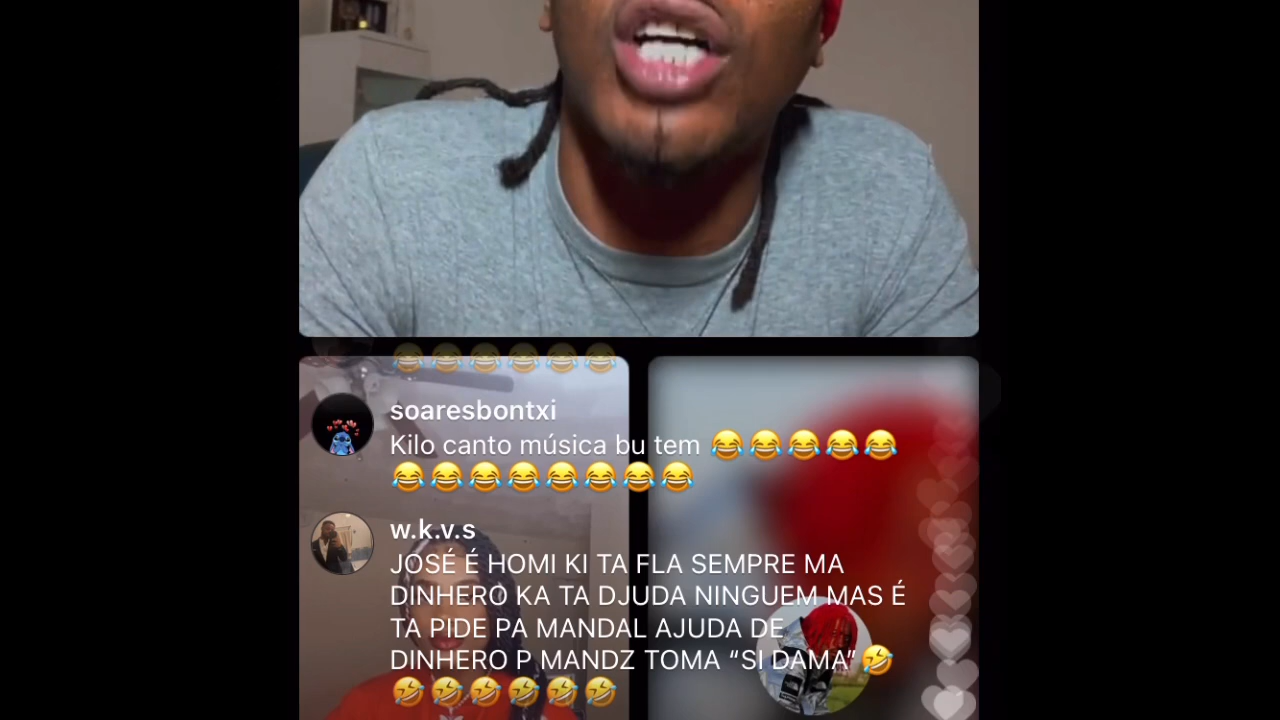 😂😂😂😂😂😂
soaresbontxi
Kilo canto música bu tem 😂😂😂😂😂
😂😂😂😂😂😂😂😂
w.k.v.s
JOSÉ É HOMI KI TA FLA SEMPRE MA
DINHERO KA TA DJUDA NINGUEM MAS É
TA PIDE PA MANDAL AJUDA DE
DINHERO P MANDZ TOMA “SI DAMA”🤣
🤣🤣🤣🤣🤣🤣